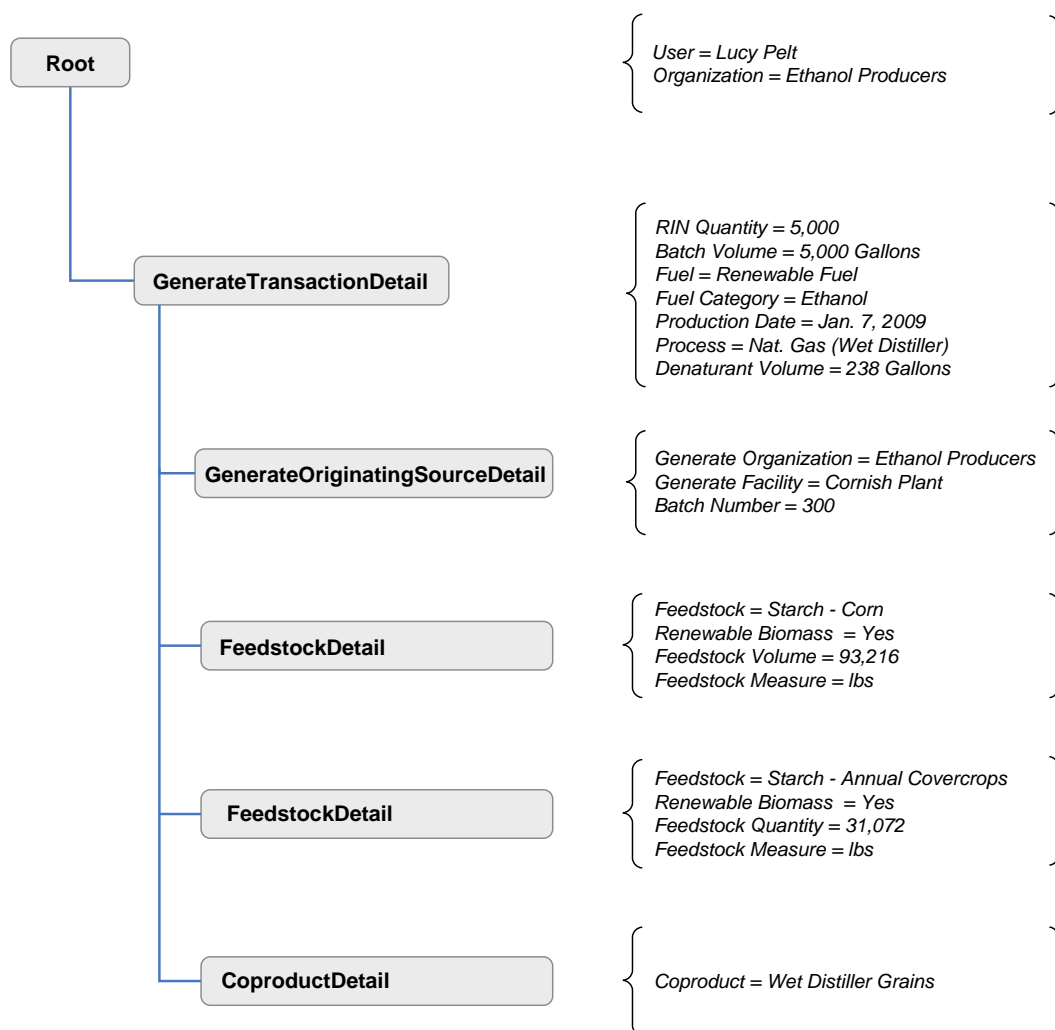 Root
User = Lucy Pelt
Organization = Ethanol Producers
GenerateTransactionDetail
RIN Quantity = 5,000
Batch Volume = 5,000 Gallons
Fuel = Renewable Fuel
Fuel Category = Ethanol
Production Date = Jan. 7, 2009
Process = Nat. Gas (Wet Distiller)
Denaturant Volume = 238 Gallons
GenerateOriginatingSourceDetail
Generate Organization = Ethanol Producers
Generate Facility = Cornish Plant
Batch Number = 300
FeedstockDetail
Feedstock = Starch - Corn
Renewable Biomass = Yes
Feedstock Volume = 93,216
Feedstock Measure = lbs
FeedstockDetail
Feedstock = Starch - Annual Covercrops
Renewable Biomass = Yes
Feedstock Quantity = 31,072
Feedstock Measure = lbs
CoproductDetail
Coproduct = Wet Distiller Grains